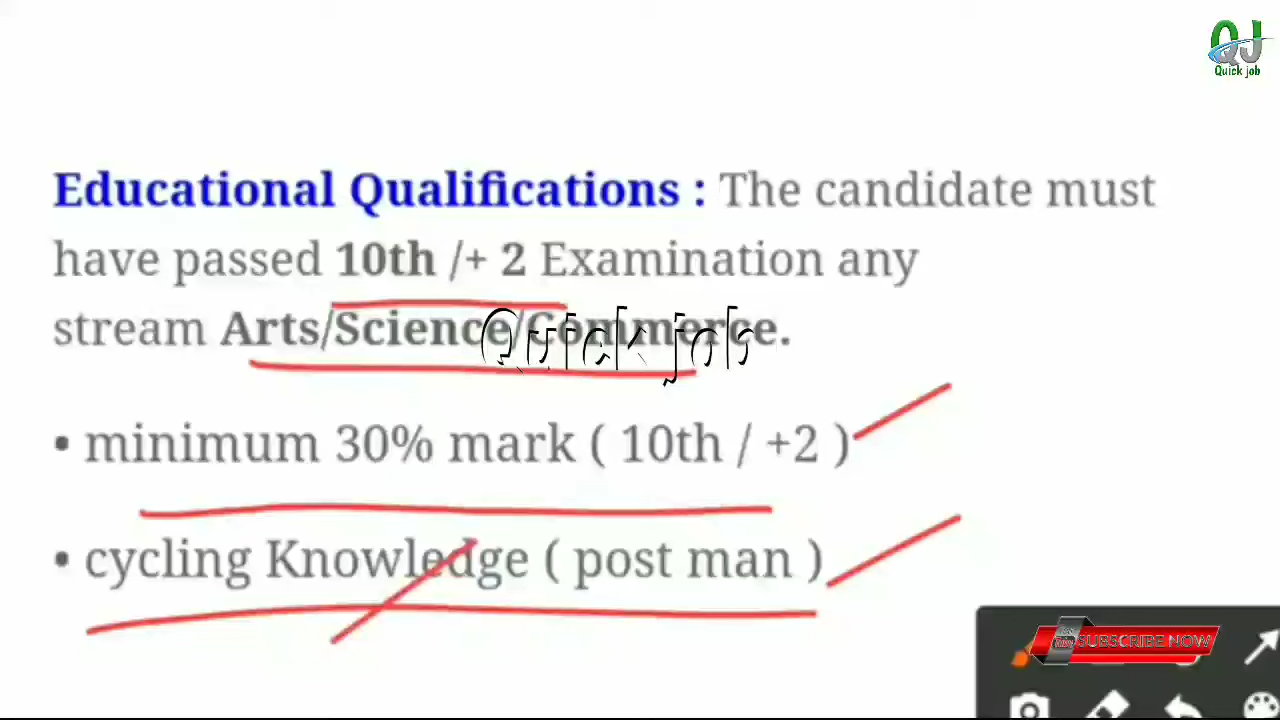 QJ
Quick job
Educational Qualifications : The candidate must
have passed 10th /+ 2 Examination any
stream Arts/Science/Commerce.
Quick job
• minimum 30% mark ( 10th / +2 )
• cycling Knowledge ( post man )
SUBSCRIBE NOW